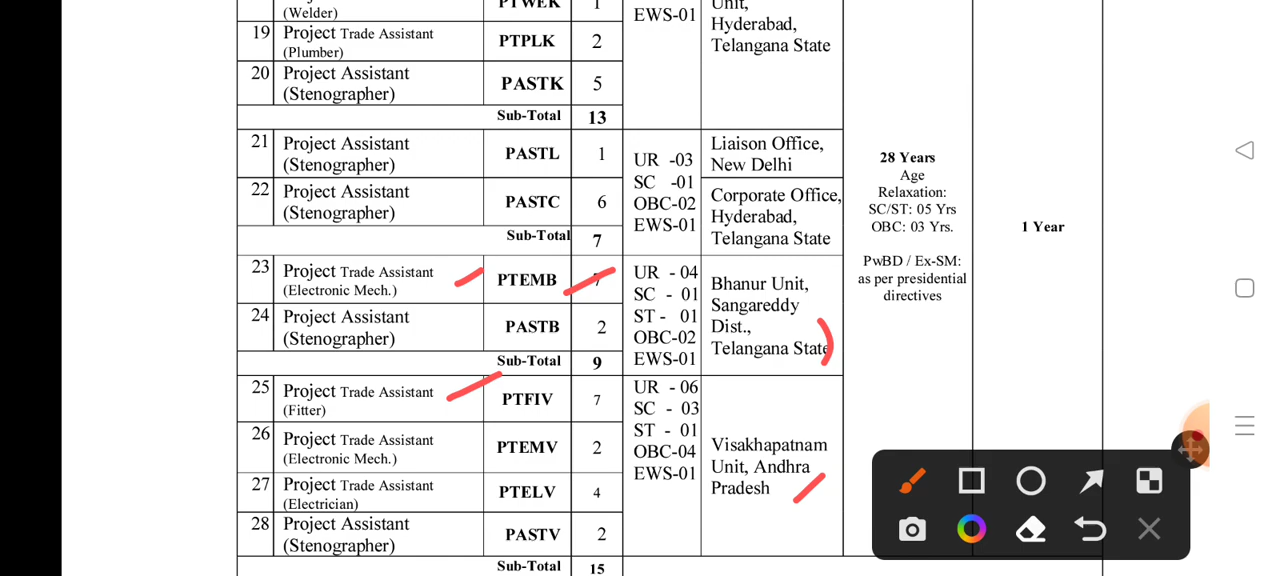 (Welder)
PTWEK
1
EWS-01
Unit,
Hyderabad,
Telangana State
19
Project Trade Assistant
(Plumber)
PTPLK
2
20
Project Assistant
(Stenographer)
PASTK
5
Sub-Total
13
21
Project Assistant
(Stenographer)
PASTL
1
UR -03
SC -01
OBC-02
EWS-01
Liaison Office,
New Delhi
22
Project Assistant
(Stenographer)
PASTC
6
Corporate Office,
Hyderabad,
Telangana State
Sub-Total
7
23
Project Trade Assistant
(Electronic Mech.)
PTEMB
7
UR - 04
SC - 01
ST - 01
OBC-02
EWS-01
Bhanur Unit,
Sangareddy
Dist.,
Telangana State
24
Project Assistant
(Stenographer)
PASTB
2
Sub-Total
9
25
Project Trade Assistant
(Fitter)
PTFIV
7
UR - 06
SC - 03
ST - 01
OBC-04
EWS-01
Visakhapatnam
Unit, Andhra
Pradesh
26
Project Trade Assistant
(Electronic Mech.)
PTEMV
2
27
Project Trade Assistant
(Electrician)
PTELV
4
28
Project Assistant
(Stenographer)
PASTV
2
Sub-Total
15
28 Years
Age
Relaxation:
SC/ST: 05 Yrs
OBC: 03 Yrs.
PwBD / Ex-SM:
as per presidential
directives
1 Year